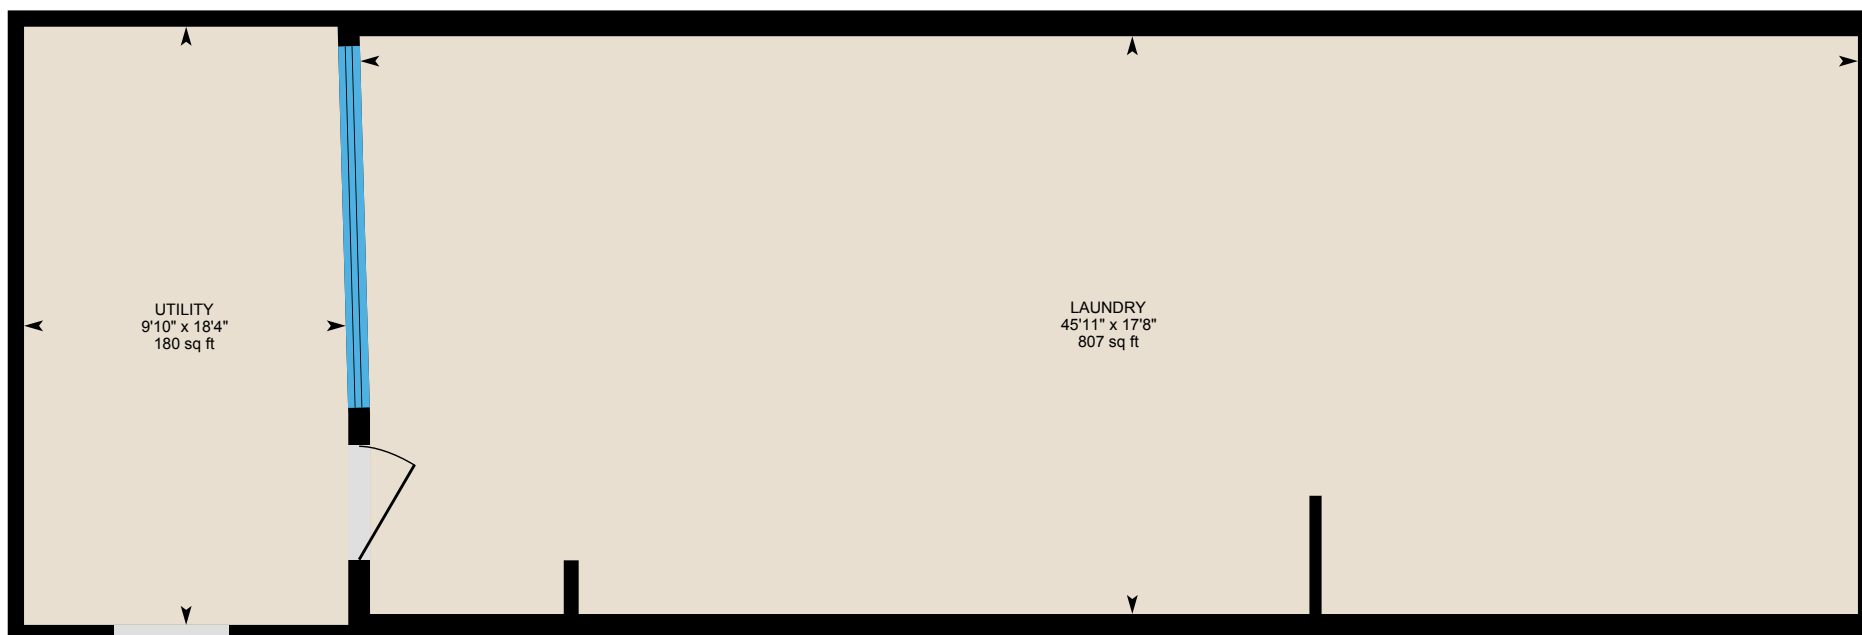 UTILITY
9'10" x 18'4"
180 sq ft
LAUNDRY
45'11" x 17'8"
807 sq ft